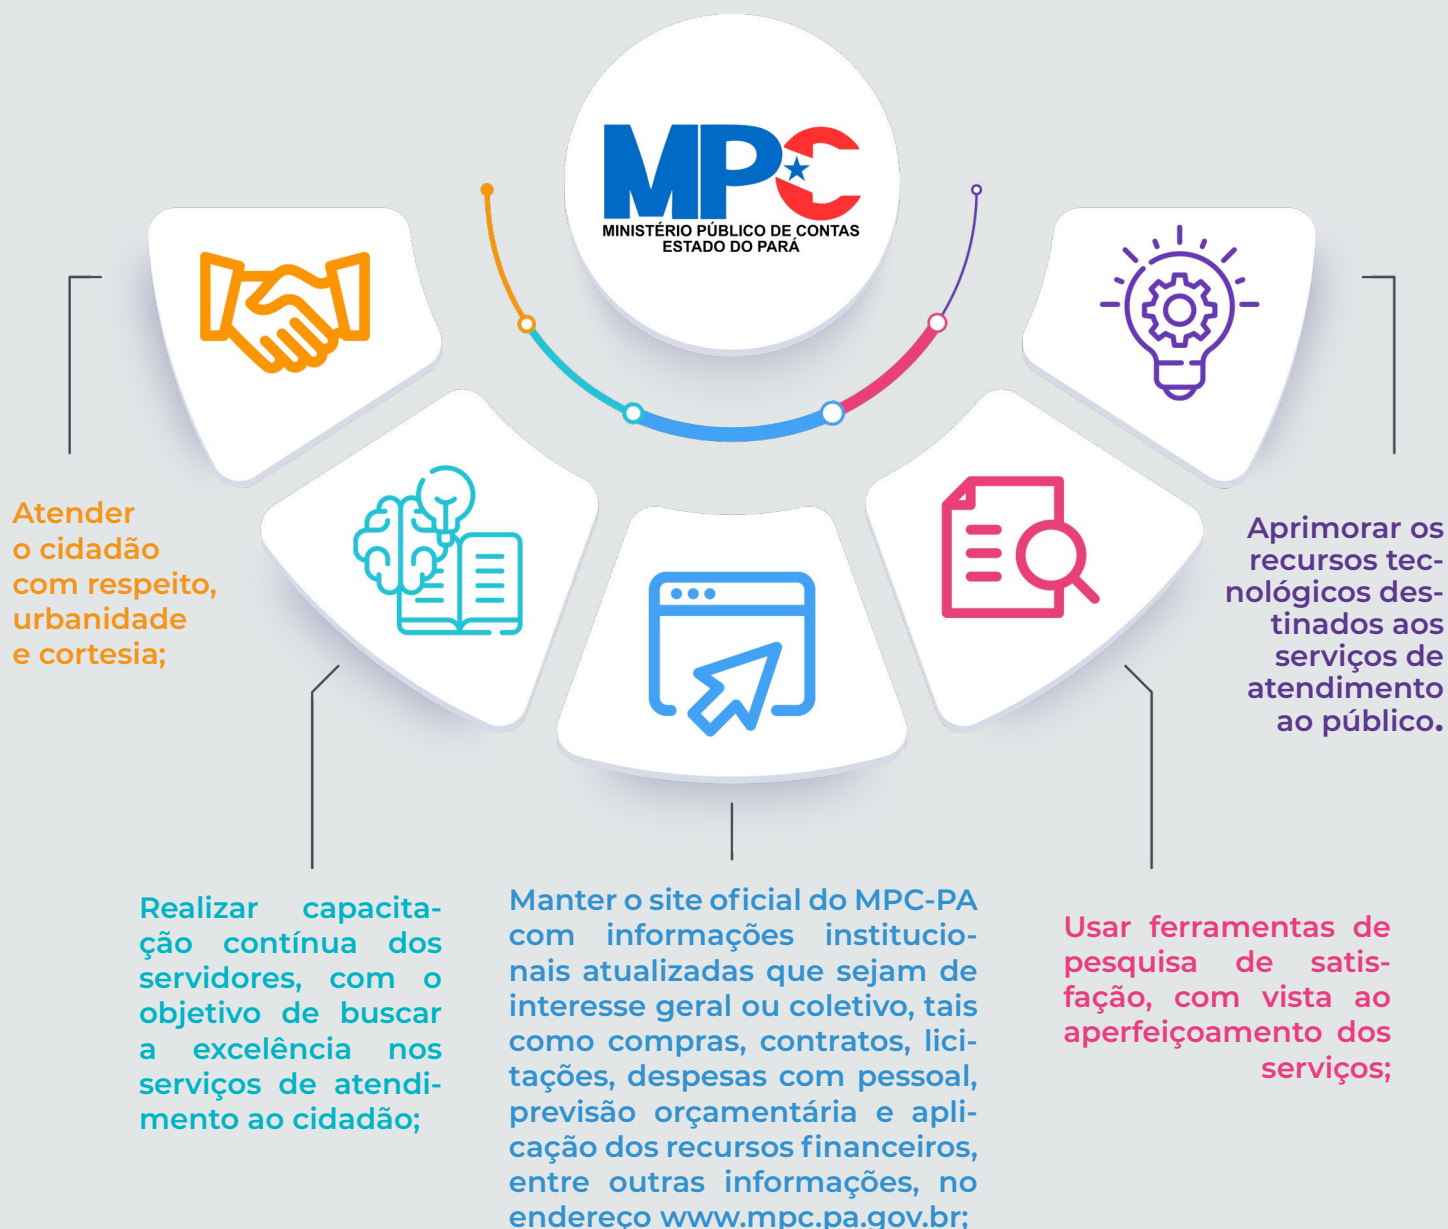 MPC
MINISTÉRIO PÚBLICO DE CONTAS
ESTADO DO PARÁ
Atender
o cidadão
com respeito,
urbanidade
e cortesia;
Realizar capacita-
ção contínua dos
servidores, com o
objetivo de buscar
a excelência nos
serviços de atendi-
mento ao cidadão;
Manter o site oficial do MPC-PA
com informações institucio-
nais atualizadas que sejam de
interesse geral ou coletivo, tais
como compras, contratos, lici-
tações, despesas com pessoal,
previsão orçamentária e apli-
cação dos recursos financeiros,
entre outras informações, no
endereço www.mpc.pa.gov.br;
Usar ferramentas de
pesquisa de satis-
fação, com vista ao
aperfeiçoamento dos
serviços;
Aprimorar os
recursos tec-
nológicos des-
tinados aos
serviços de
atendimento
ao público.